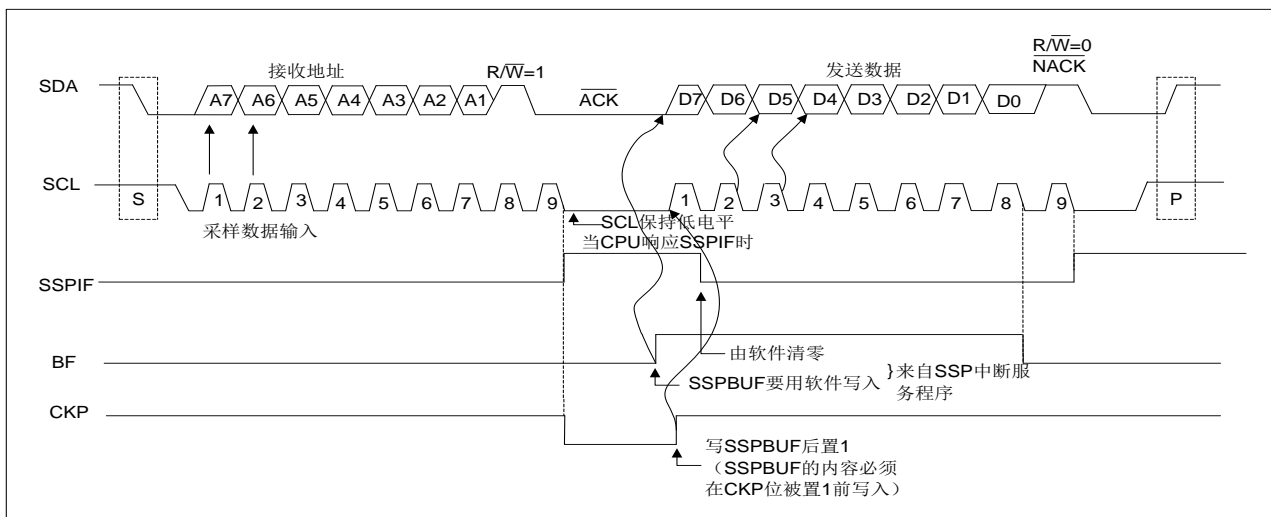 R/W=0
NACK
接收地址
R/W=1
发送数据
SDA
A7 A6 A5 A4 A3 A2 A1
ACK
D7 D6 D5 D4 D3 D2 D1 D0
SCL
S
1 2 3 4 5 6 7 8 9
1 2 3 4 5 6 7 8 9
P
采样数据输入
SCL保持低电平
当CPU响应SSPIF时
SSPIF
由软件清零
BF
SSPBUF要用软件写入
}来自SSP中断服
务程序
CKP
写SSPBUF后置1
（SSPBUF的内容必须
在CKP位被置1前写入）